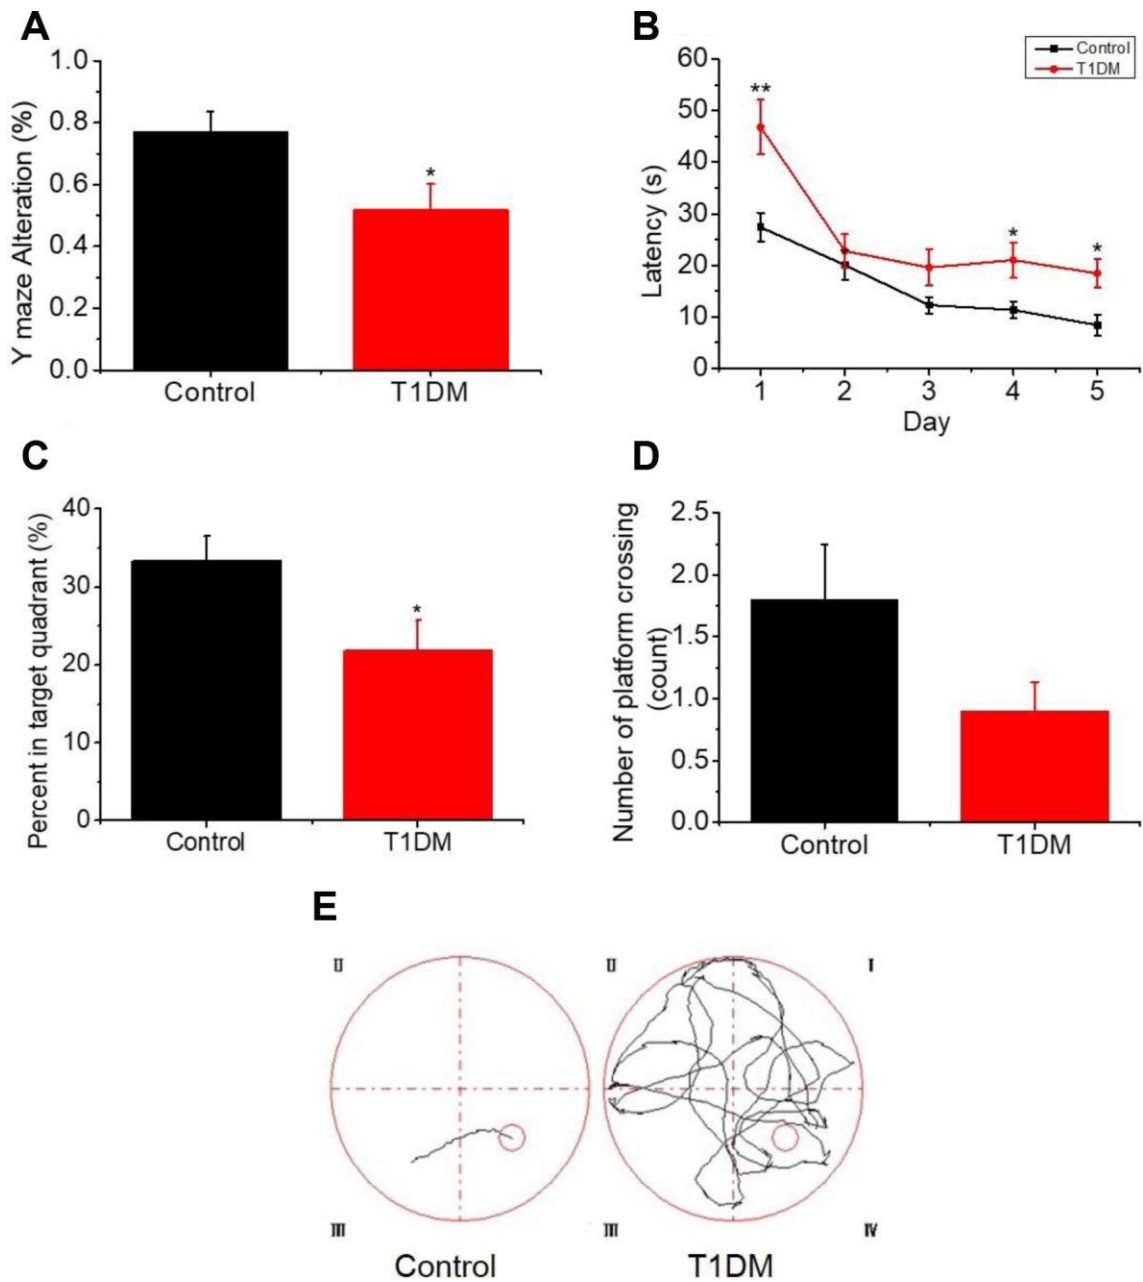 A
Y maze Alteration (%)
1.0
0.8
0.6
0.4
0.2
0.0
*
Control
T1DM
B
Latency (s)
60
50
40
30
20
10
0
**
*
*
Control
T1DM
1 2 3 4 5
Day
C
Percent in target quadrant (%)
40
30
20
10
0
*
Control
T1DM
D
Number of platform crossing
(count)
2.5
2.0
1.5
1.0
0.5
0.0
Control
T1DM
E
II II I
III III IV
Control T1DM